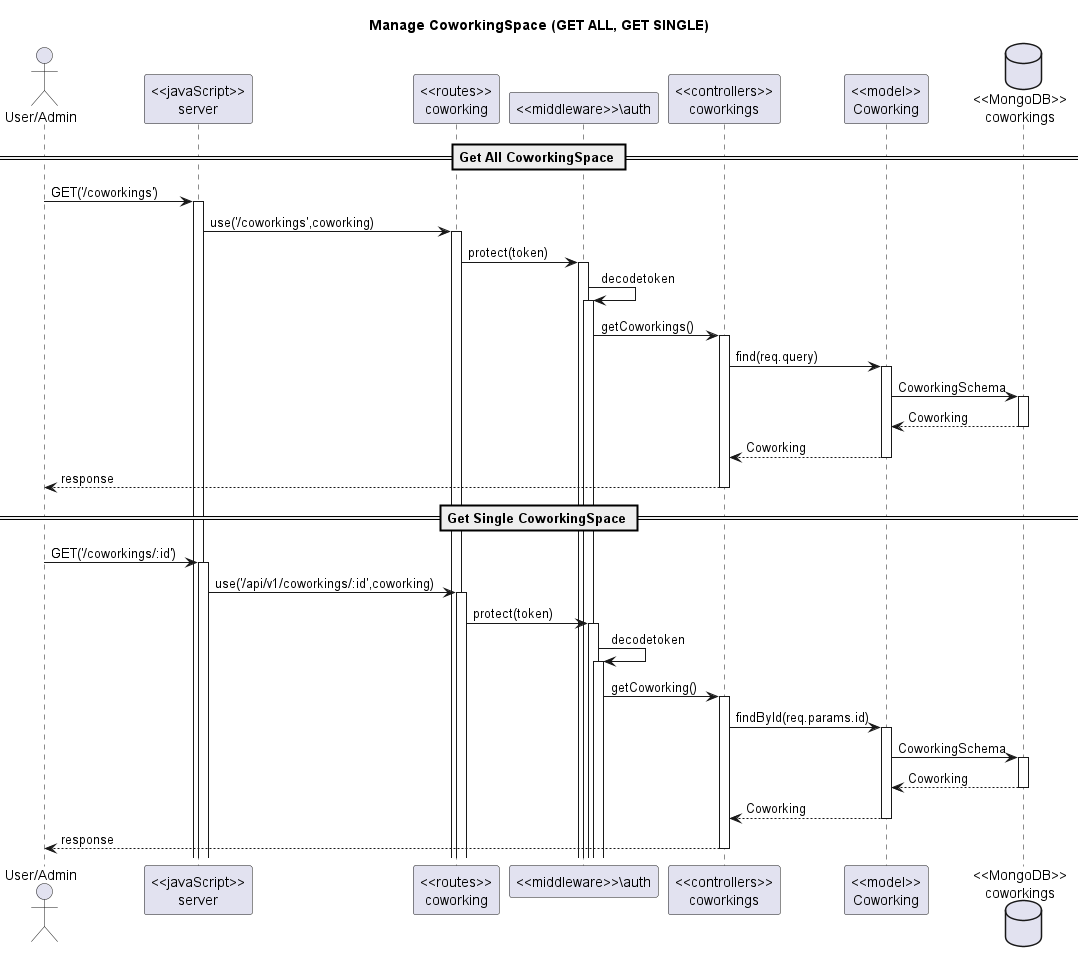 Manage CoworkingSpace (GET ALL, GET SINGLE)
User/Admin
<<javaScript>>
server
<<routes>>
coworking
<<middleware>>\auth
<<controllers>>
coworkings
<<model>>
Coworking
<<MongoDB>>
coworkings
Get All CoworkingSpace
GET('/coworkings')
use('/coworkings',coworking)
protect(token)
decodetoken
getCoworkings()
find(req.query)
CoworkingSchema
Coworking
Coworking
response
Get Single CoworkingSpace
GET('/coworkings/:id')
use('/api/v1/coworkings/:id',coworking)
protect(token)
decodetoken
getCoworking()
findById(req.params.id)
CoworkingSchema
Coworking
Coworking
response
User/Admin
<<javaScript>>
server
<<routes>>
coworking
<<middleware>>\auth
<<controllers>>
coworkings
<<model>>
Coworking
<<MongoDB>>
coworkings